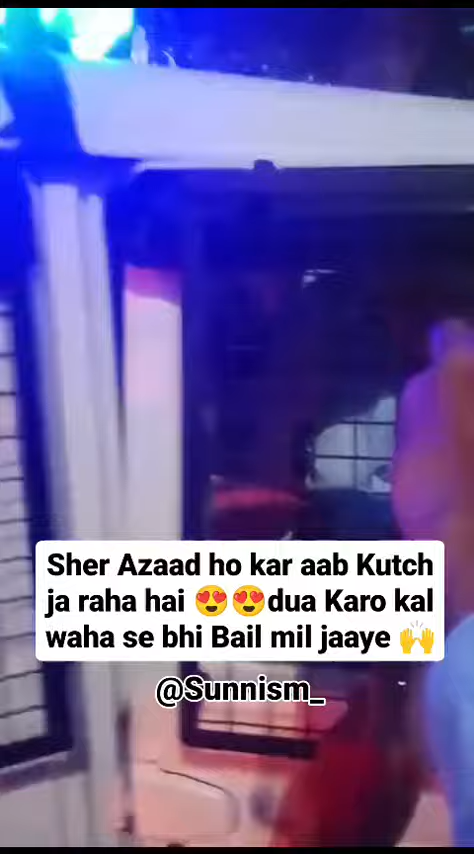 Sher Azaad ho kar aab Kutch
ja raha hai 😍😍dua Karo kal
waha se bhi Bail mil jaaye 🙌
@Sunnism_